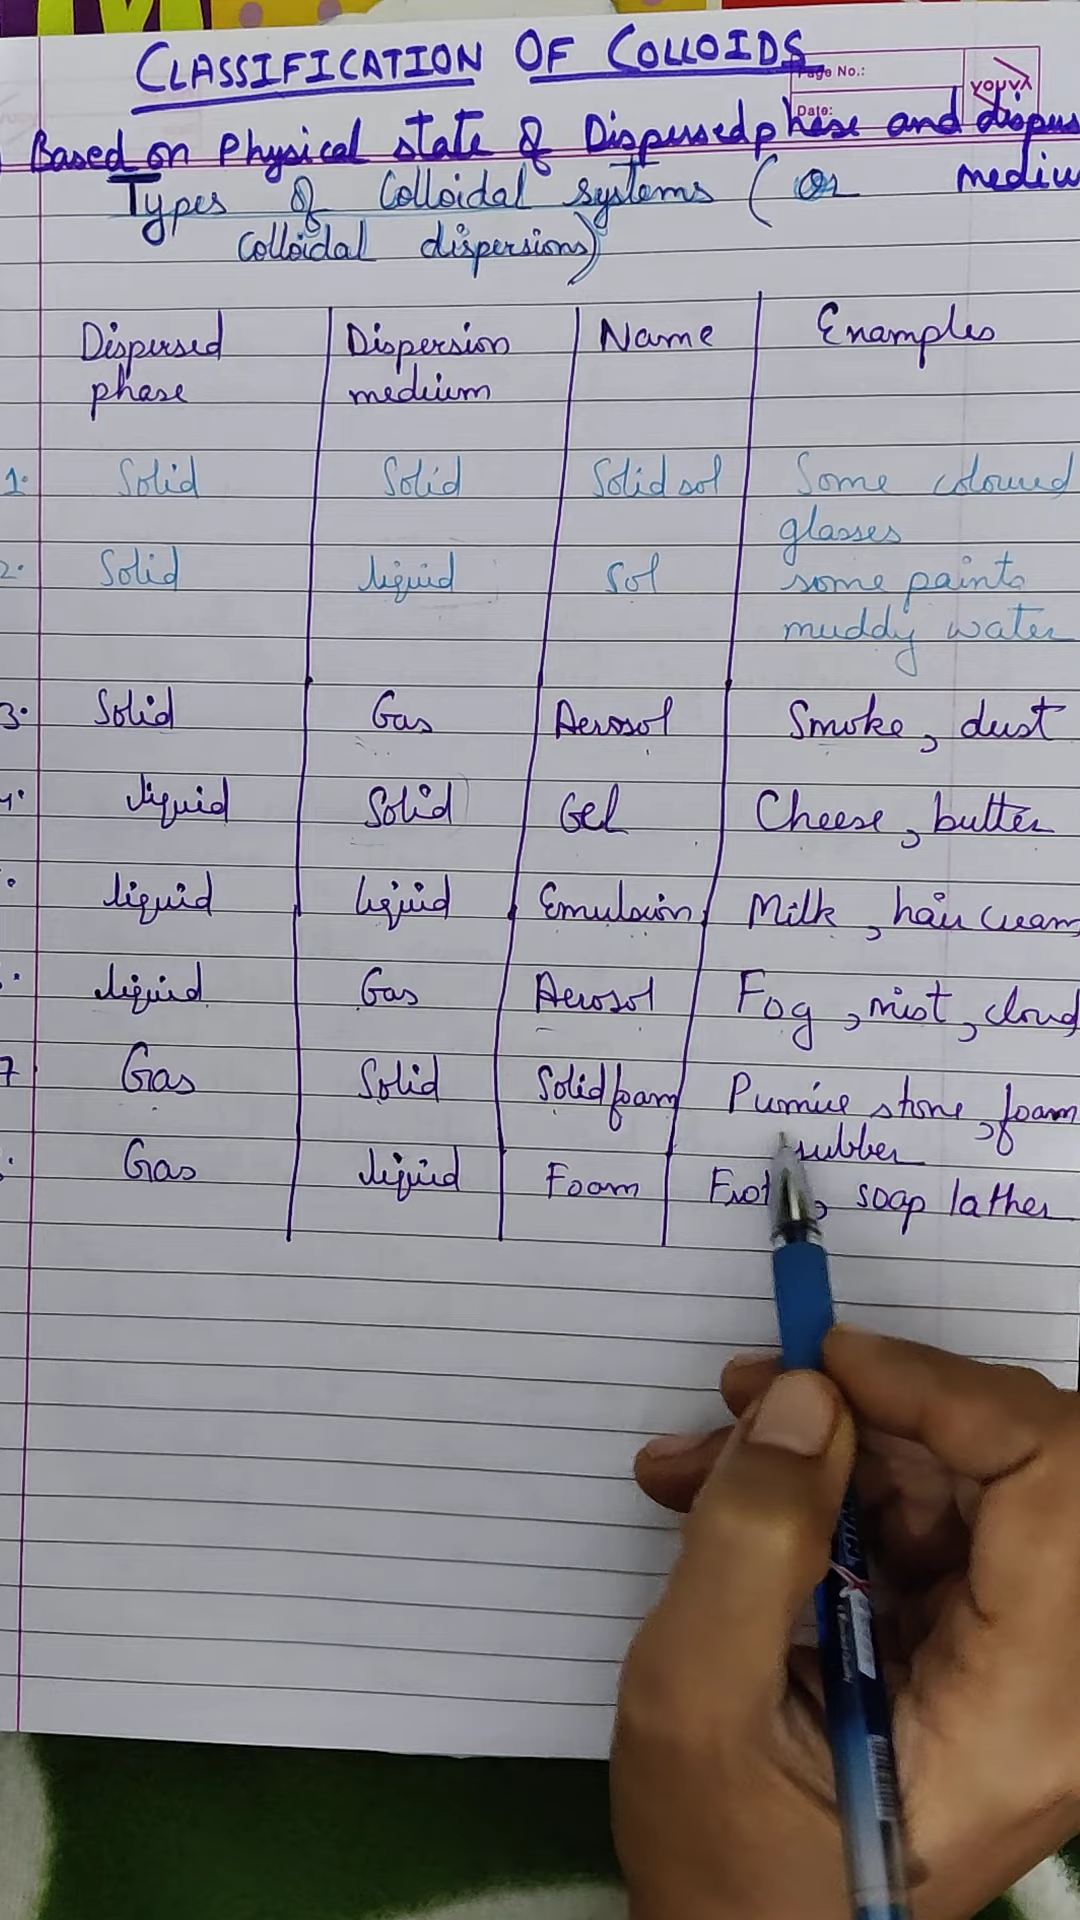 CLASSIFICATION OF COLLOIDS
Page No.:
Date:
youva
Based on Physical state of Dispersed phase and dispers
medium
Types of Colloidal systems ( or
Colloidal dispersions)
Dispersed phase | Dispersion medium | Name | Examples
1. Solid | Solid | Solid sol | Some coloured glasses
2. Solid | liquid | Sol | some paints muddy water
3. Solid | Gas | Aerosol | Smoke, dust
4. liquid | Solid | Gel | Cheese, butter
liquid | liquid | Emulsion | Milk, hair cream
liquid | Gas | Aerosol | Fog, mist, cloud
7 Gas | Solid | Solid foam | Pumice stone, foam rubber
Gas | liquid | Foam | , soap lather